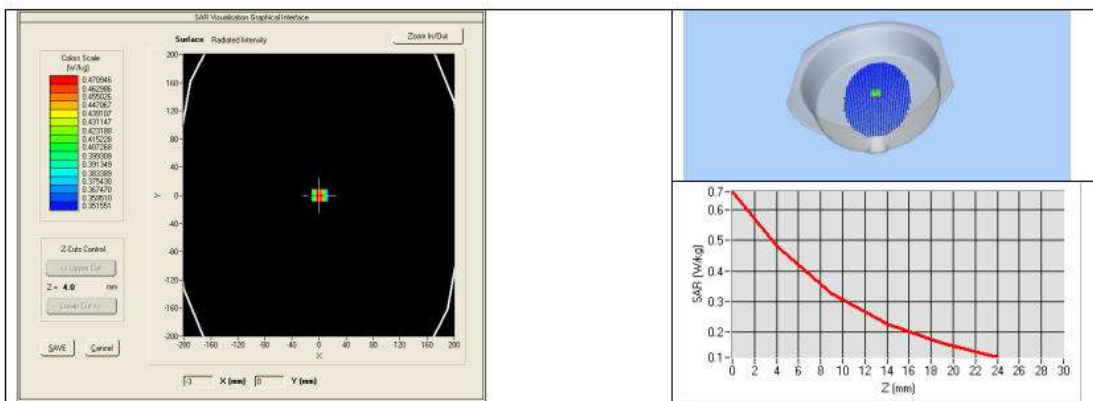 SAR Visualisation Graphical Interface
Surface Radiated Intensity
Zoom In/Out
Colors Scale
(W/kg)
0.470946
0.462986
0.455026
0.447067
0.439107
0.431147
0.423188
0.415228
0.407268
0.399309
0.391349
0.383389
0.375430
0.367470
0.359510
0.351551
200
160
120
80
40
0
-40
-80
-120
-160
-200
Y
-200 -160 -120 -80 -40 0 40 80 120 160 200
X
Z-Cuts Control
<< Upper Cut
Z = 4.0 mm
Lower Cut >>
SAVE Cancel
X (mm) 0 Y (mm)
0.7
0.6
0.5
0.4
0.3
0.2
0.1
SAR (W/kg)
0 2 4 6 8 10 12 14 16 18 20 22 24 26 28 30
Z (mm)